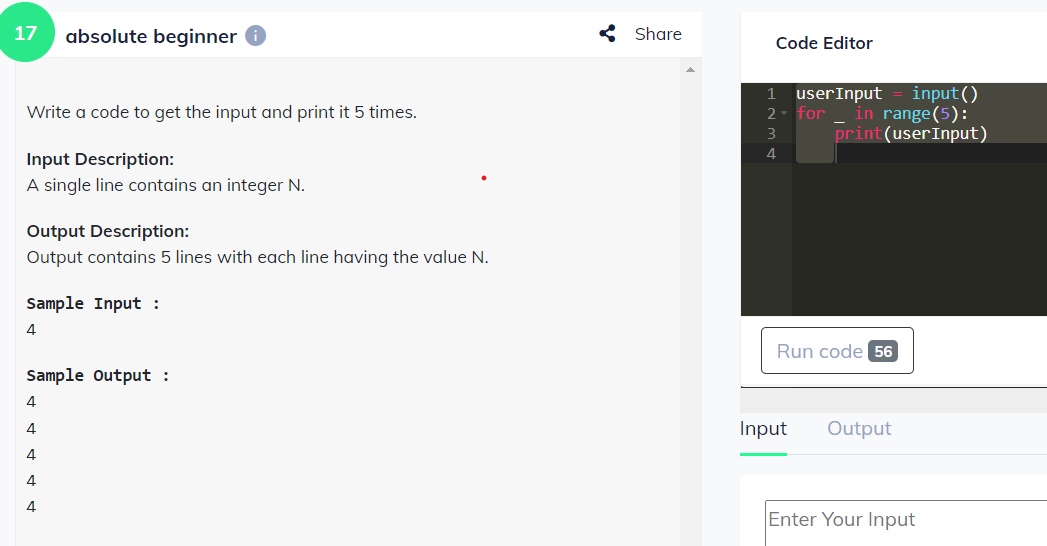 17
absolute beginner i
Share
Write a code to get the input and print it 5 times.
Input Description:
A single line contains an integer N.
Output Description:
Output contains 5 lines with each line having the value N.
Sample Input :
4
Sample Output :
4
4
4
4
4
Code Editor
1 userInput = input()
2 for _ in range(5):
3     print(userInput)
4
Run code 56
Input Output
Enter Your Input